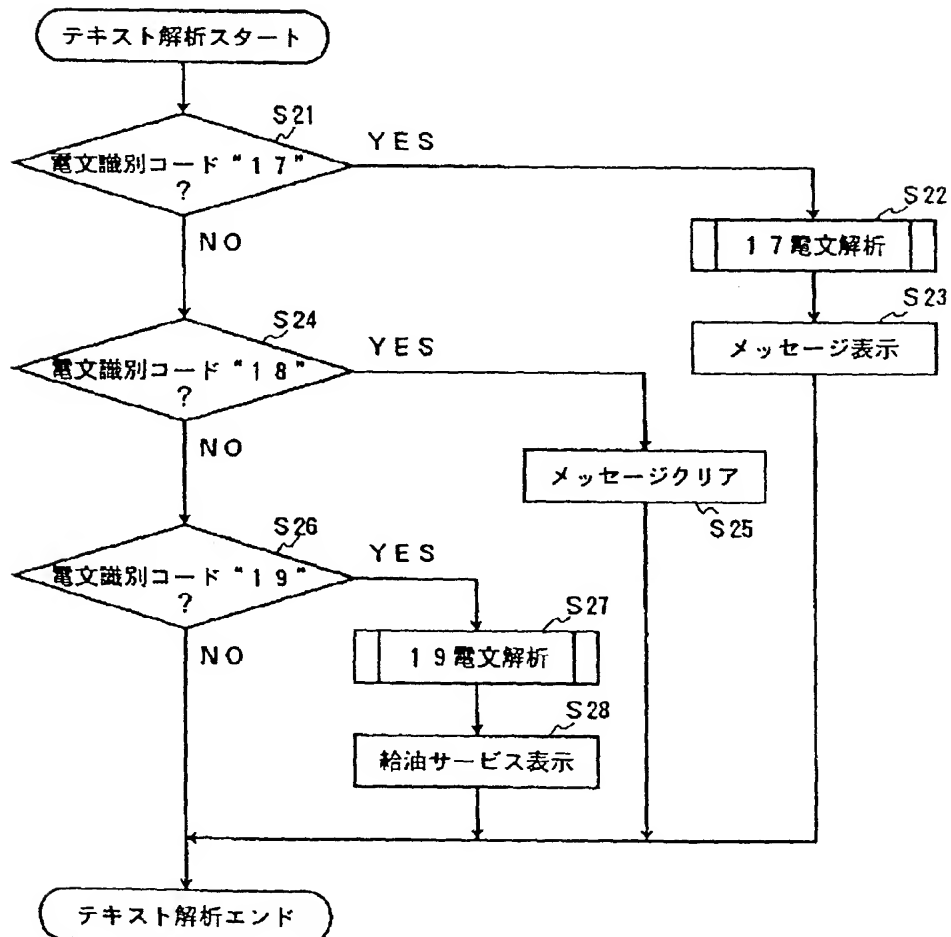 テキスト解析スタート
S21
電文識別コード“17”
?
YES
NO
S22
17電文解析
S23
メッセージ表示
S24
電文識別コード“18”
?
YES
NO
メッセージクリア
S25
S26
電文識別コード“19”
?
YES
NO
S27
19電文解析
S28
給油サービス表示
テキスト解析エンド